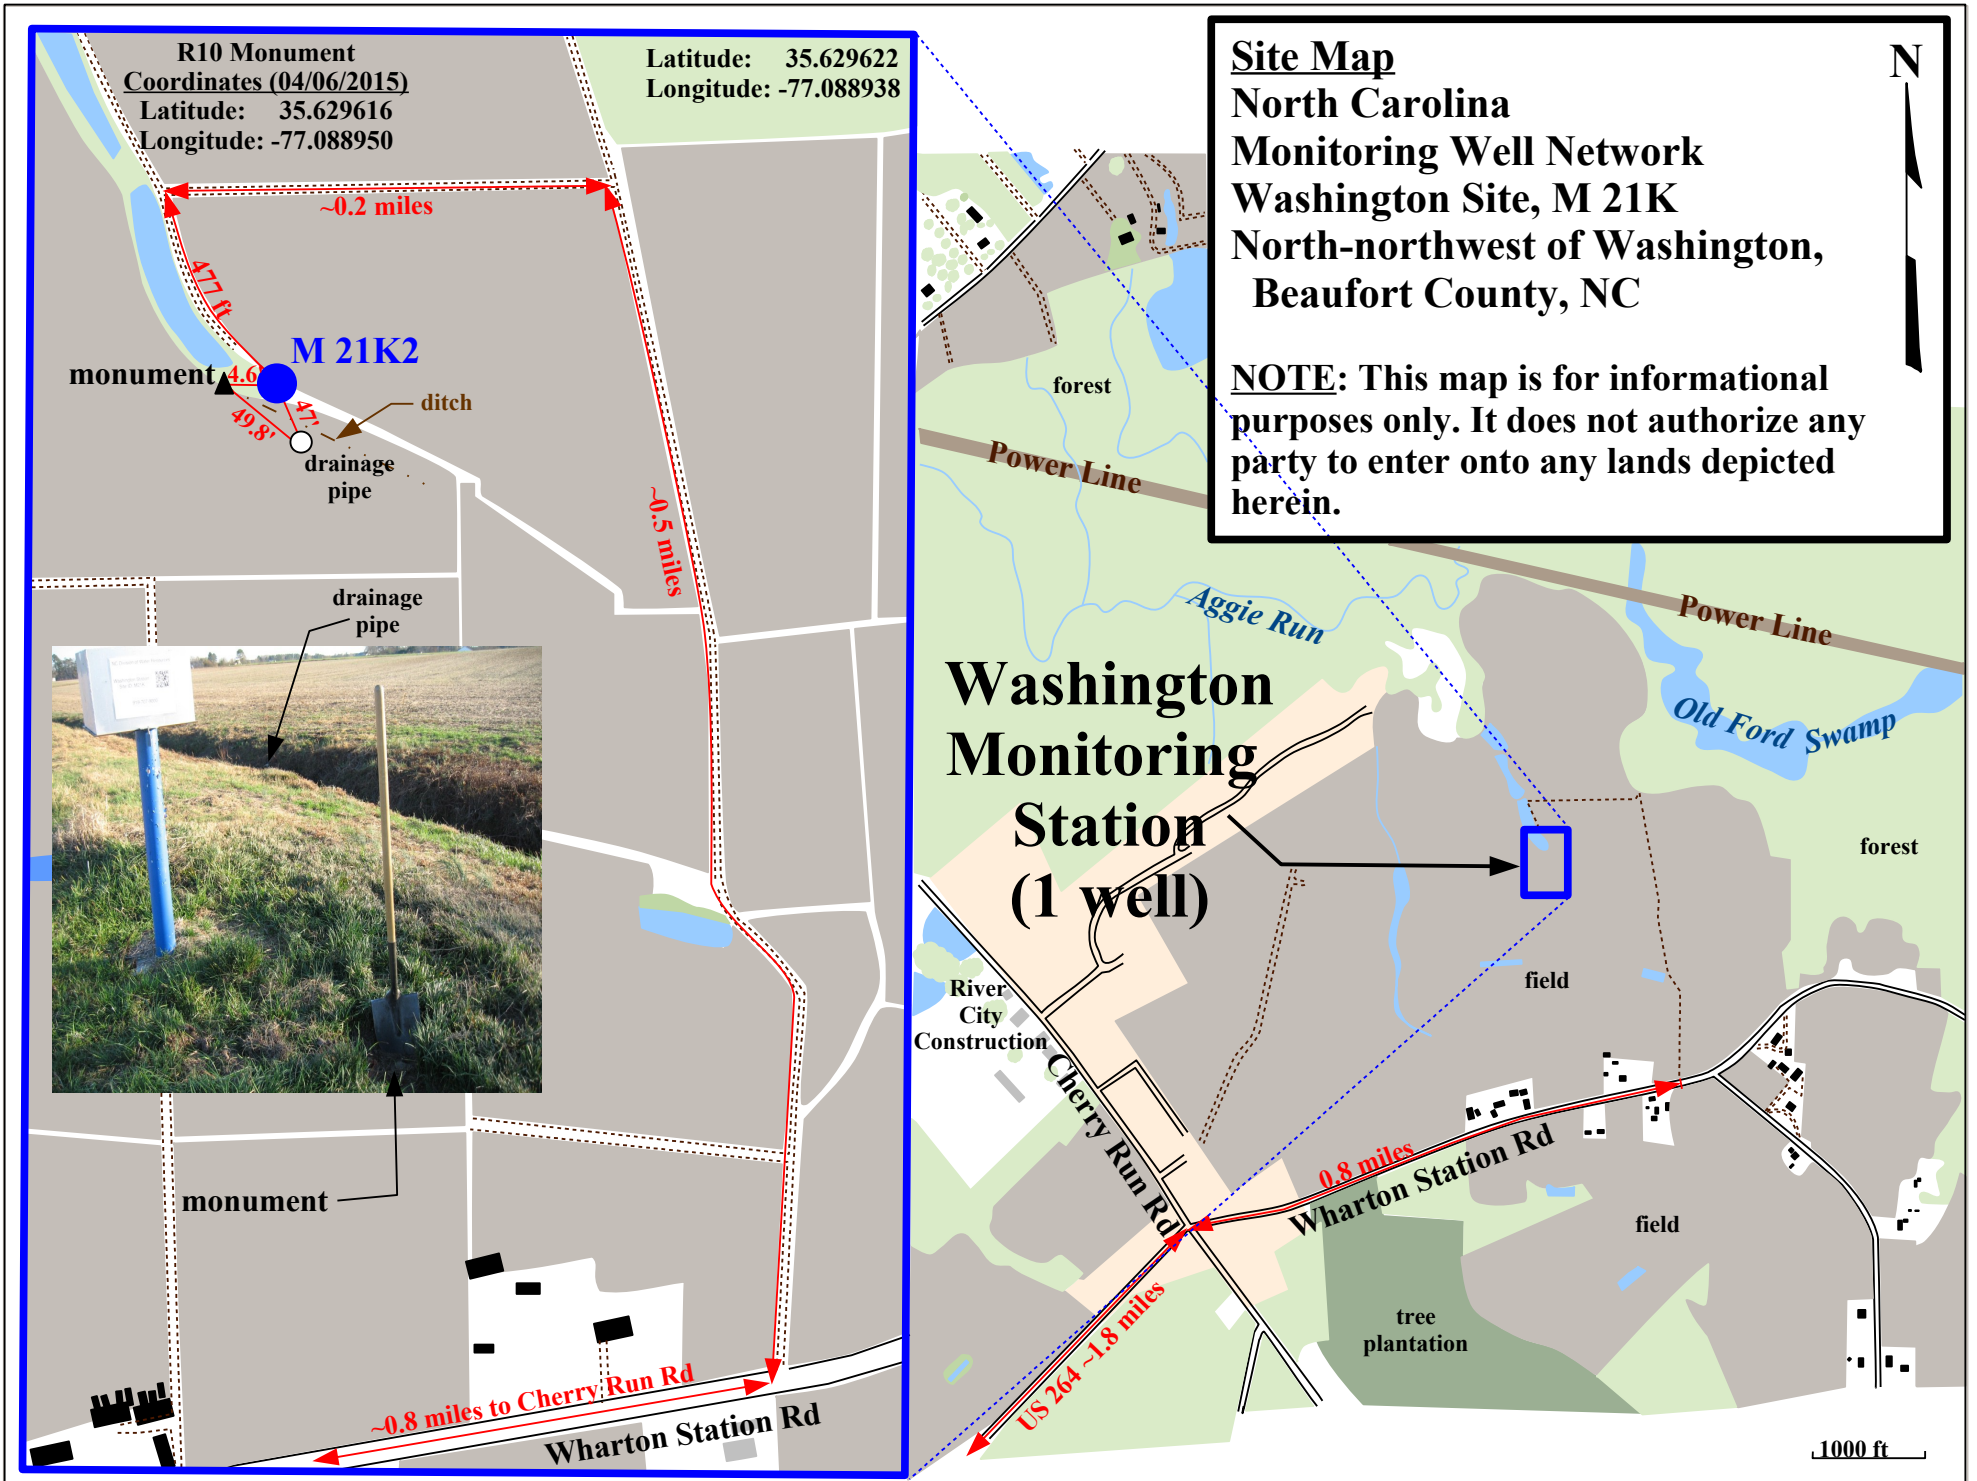 R10 Monument
Coordinates (04/06/2015)
Latitude: 35.629616
Longitude: -77.088950
Latitude: 35.629622
Longitude: -77.088938
~0.2 miles
477 ft
M 21K2
monument
4.6'
49.8'
47'
ditch
drainage
pipe
~0.5 miles
drainage
pipe
monument
~0.8 miles to Cherry Run Rd
Wharton Station Rd
Site Map
North Carolina
Monitoring Well Network
Washington Site, M 21K
North-northwest of Washington,
Beaufort County, NC
NOTE: This map is for informational
purposes only. It does not authorize any
party to enter onto any lands depicted
herein.
N
forest
Power Line
Aggie Run
Power Line
Old Ford Swamp
Washington
Monitoring
Station
(1 well)
forest
field
River
City
Construction
Cherry Run Rd
0.8 miles
Wharton Station Rd
field
US 264 ~1.8 miles
tree
plantation
1000 ft